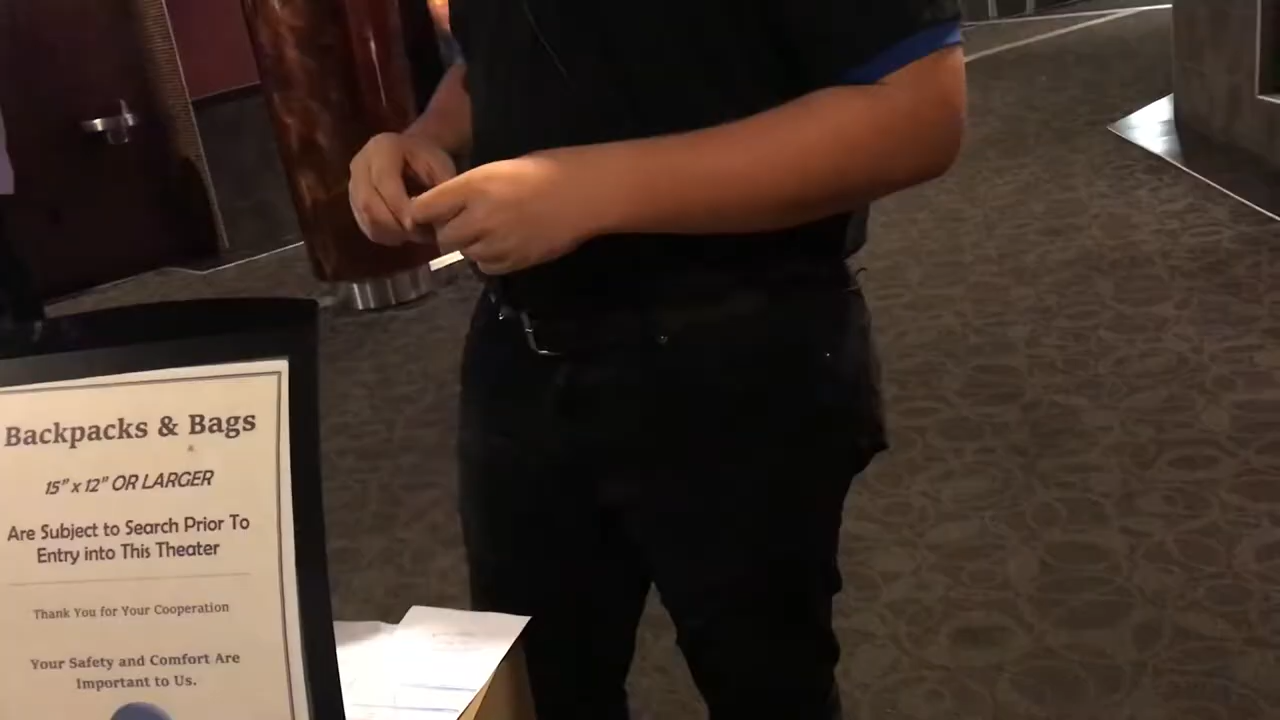 Backpacks & Bags
15" x 12" OR LARGER
Are Subject to Search Prior To
Entry into This Theater
Thank You for Your Cooperation
Your Safety and Comfort Are
Important to Us.